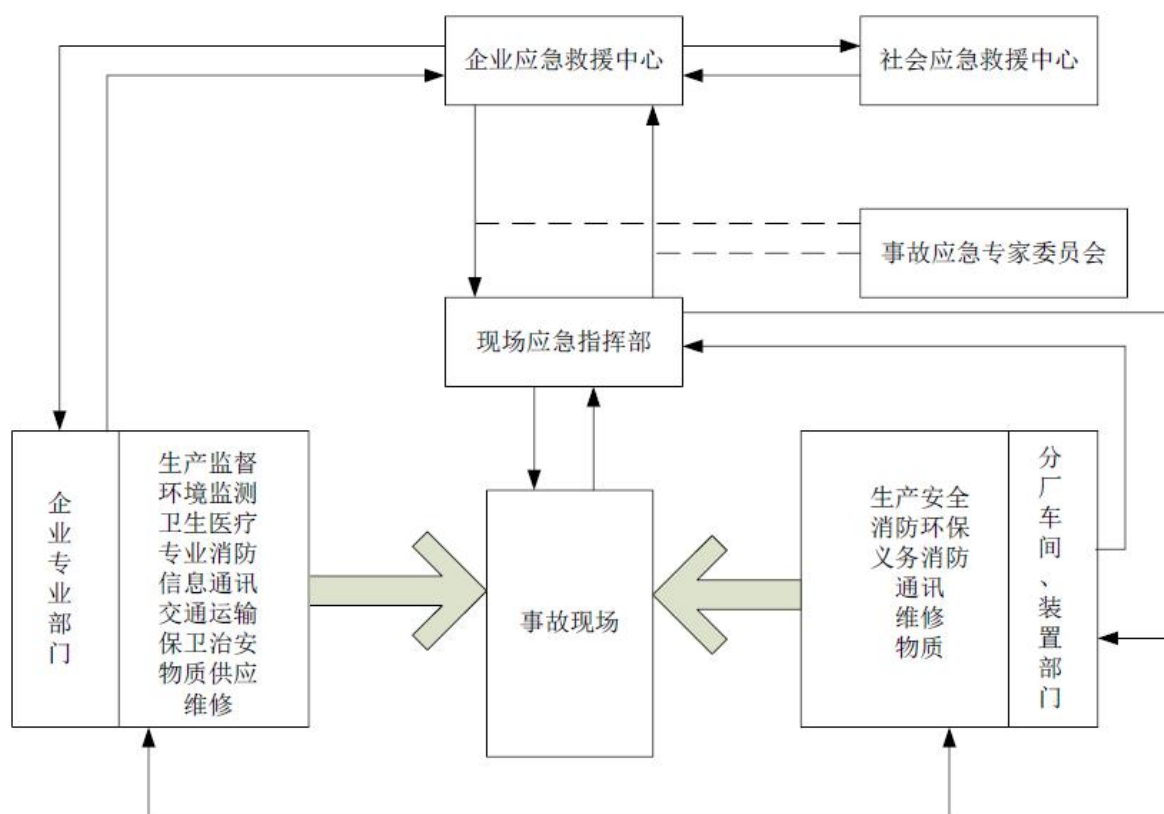 企业应急救援中心
社会应急救援中心
事故应急专家委员会
现场应急指挥部
企业专业部门
生产监督
环境监测
卫生医疗
专业消防
信息通讯
交通运输
保卫治安
物质供应
维修
事故现场
生产安全
消防环保
义务消防
通讯
维修
物质
分厂车间、装置部门